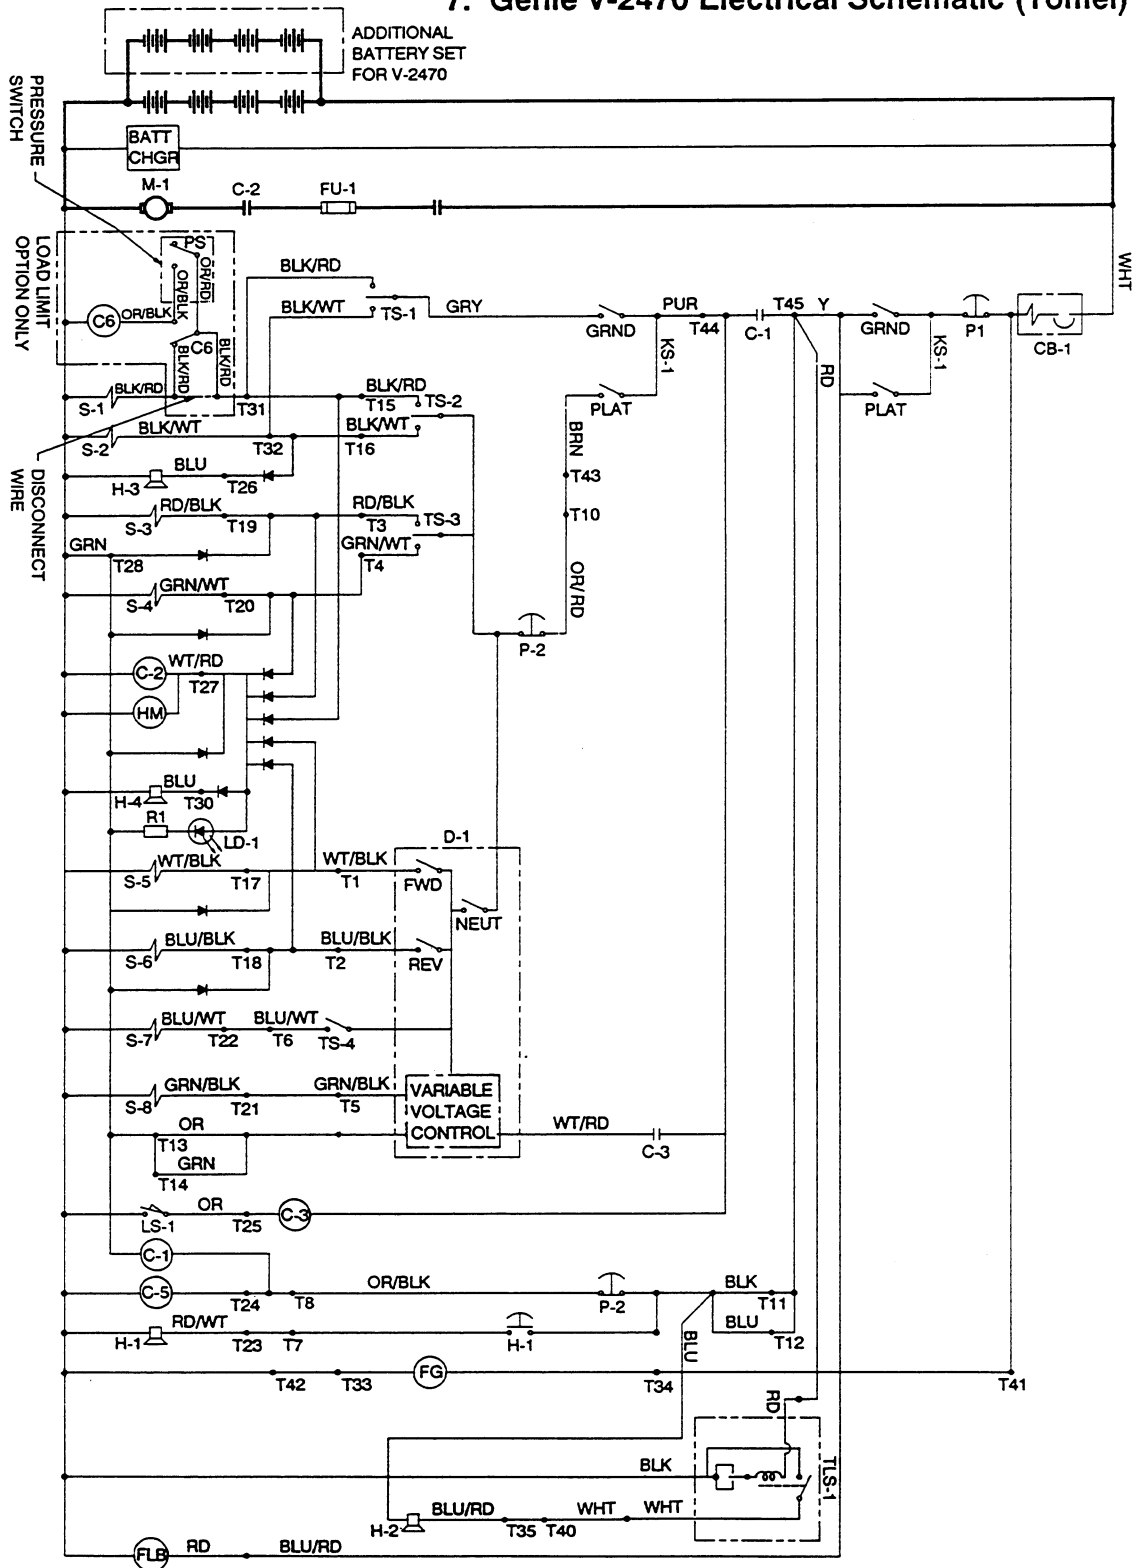 7. Genie V-2470 Electrical Schematic (Tomei)
ADDITIONAL
BATTERY SET
FOR V-2470
PRESSURE
SWITCH
BATT
CHGR
M-1
C-2
FU-1
WHT
LOAD LIMIT
OPTION ONLY
PS
OR/RD
OR/BLK
C6
OR/BLK
C6
BLK/RD
BLK/RD
BLK/RD
BLK/WT
TS-1
GRY
GRND
PUR
T44
C-1
T45
Y
GRND
P1
CB-1
KS-1
KS-1
RD
PLAT
PLAT
S-1
BLK/RD
T31
BLK/RD
T15
TS-2
S-2
BLK/WT
T32
BLK/WT
T16
BRN
T43
T10
OR/RD
H-3
BLU
T26
DISCONNECT
WIRE
S-3
RD/BLK
T19
RD/BLK
T3
TS-3
GRN
T28
GRN/WT
T4
S-4
GRN/WT
T20
P-2
C-2
WT/RD
T27
HM
H-4
BLU
T30
R1
LD-1
D-1
S-5
WT/BLK
T17
WT/BLK
T1
FWD
NEUT
S-6
BLU/BLK
T18
BLU/BLK
T2
REV
S-7
BLU/WT
T22
BLU/WT
T6
TS-4
S-8
GRN/BLK
T21
GRN/BLK
T5
VARIABLE
VOLTAGE
CONTROL
OR
T13
GRN
T14
WT/RD
C-3
LS-1
OR
T25
C-3
C-1
C-5
T24
T8
OR/BLK
P-2
BLK
T11
H-1
RD/WT
T23
T7
H-1
BLU
BLU
T12
T42
T33
FG
T34
T41
RD
TLS-1
BLK
H-2
BLU/RD
T35
T40
WHT
WHT
FLB
RD
BLU/RD